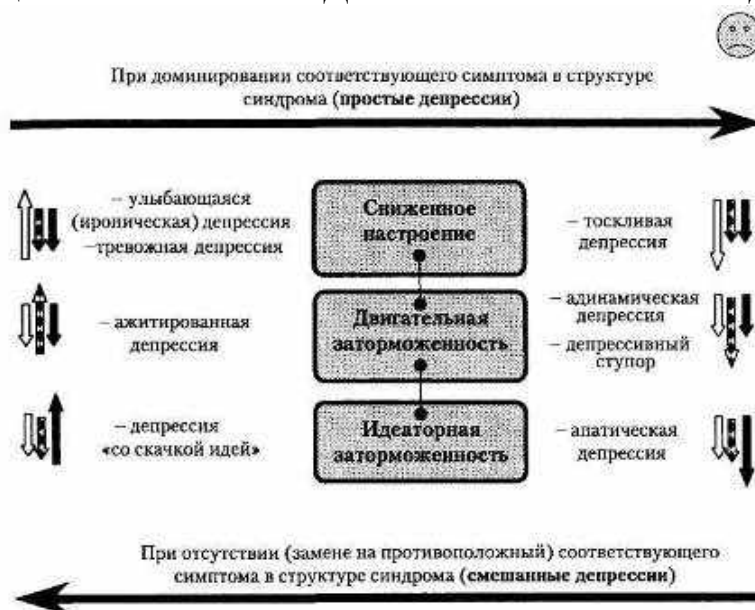 При доминировании соответствующего симптома в структуре
синдрома (простые депрессии)
– улыбающаяся
(ироническая) депрессия
–тревожная депрессия
Сниженное
настроение
– тоскливая
депрессия
– ажитированная
депрессия
Двигательная
заторможенность
– адинамическая
депрессия
– депрессивный
ступор
– депрессия
«со скачкой идей»
Идеаторная
заторможенность
– апатическая
депрессия
При отсутствии (замене на противоположный) соответствующего
симптома в структуре синдрома (смешанные депрессии)